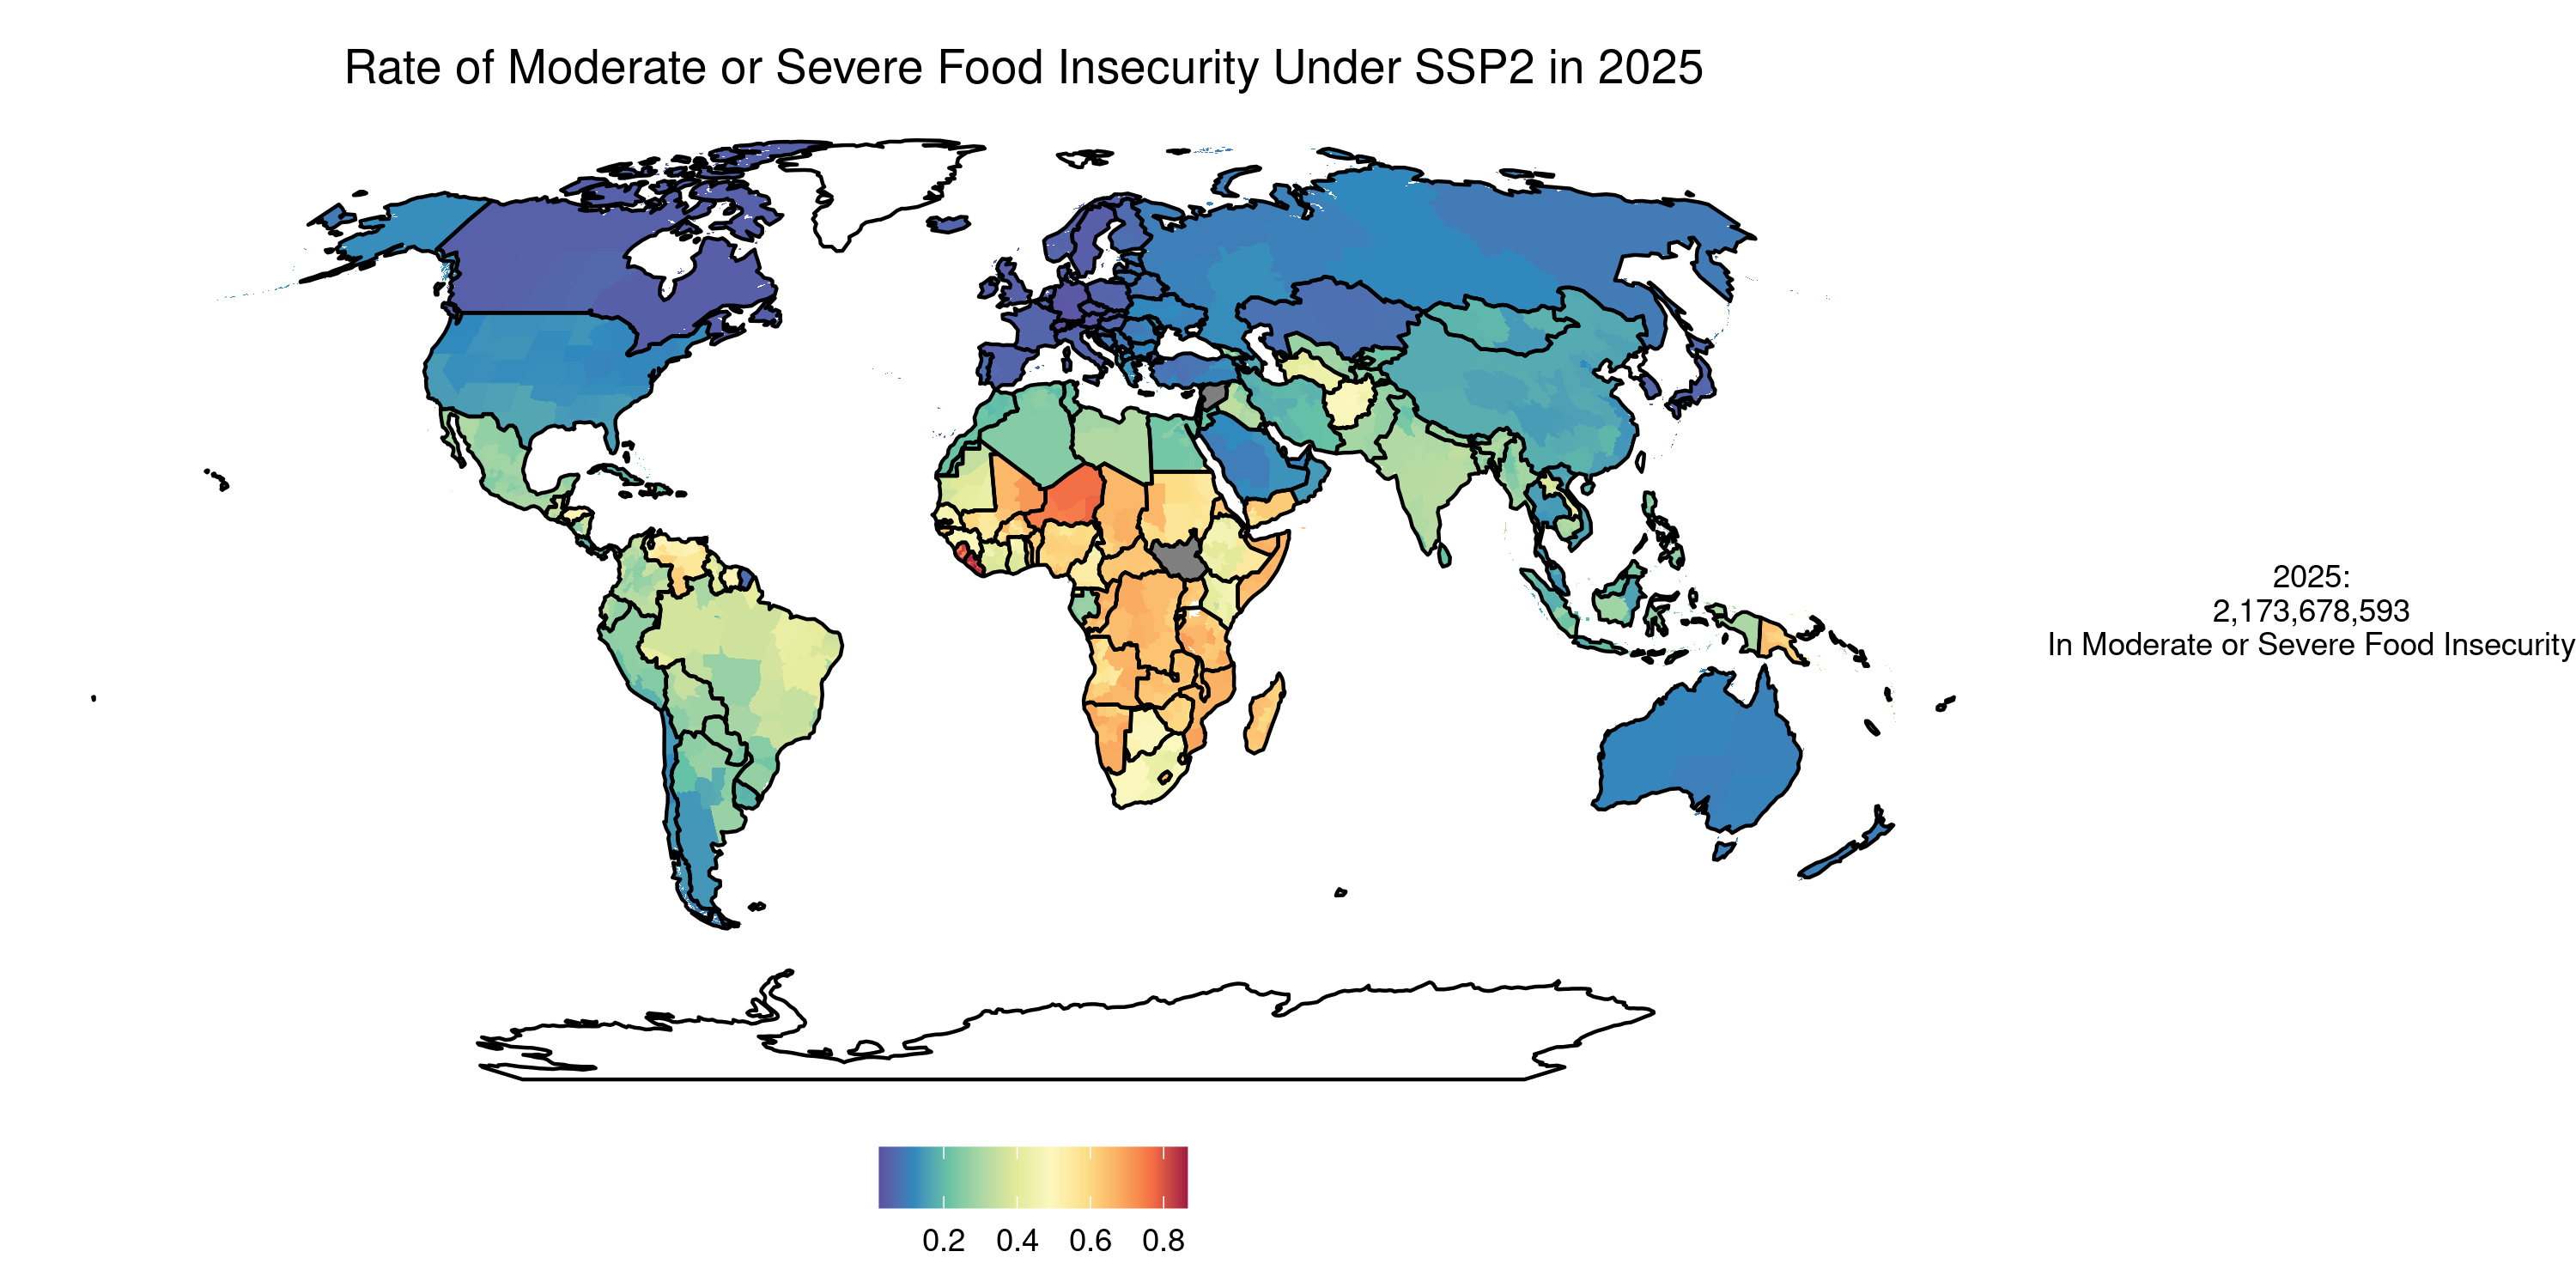 Rate of Moderate or Severe Food Insecurity Under SSP2 in 2025
2025:
2,173,678,593
In Moderate or Severe Food Insecurity
0.2 0.4 0.6 0.8